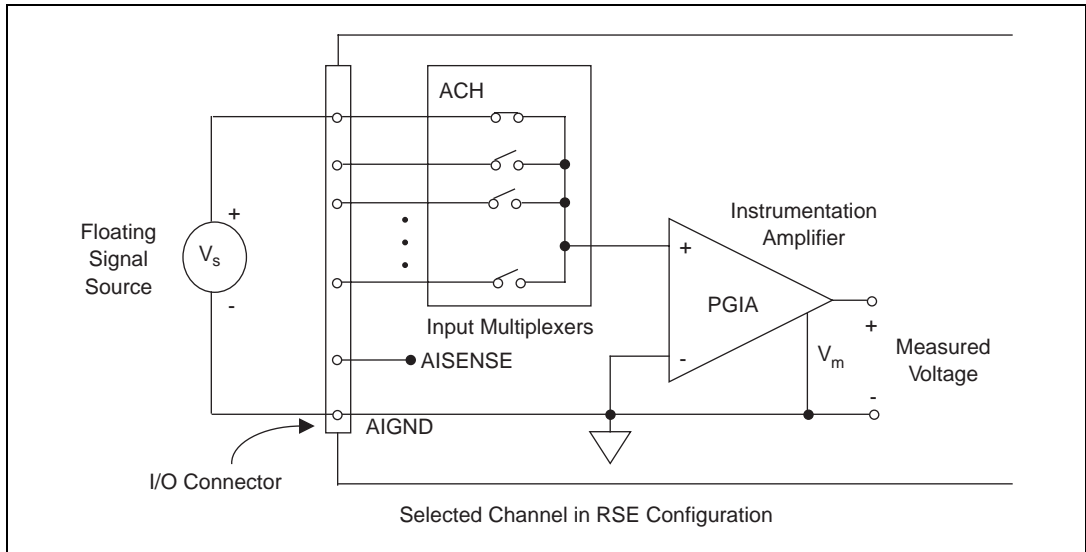 ACH
+
Floating
Signal
Source
Vs
-
Input Multiplexers
AISENSE
AIGND
I/O Connector
Instrumentation
Amplifier
+
PGIA
-
Vm
+
Measured
Voltage
-
Selected Channel in RSE Configuration